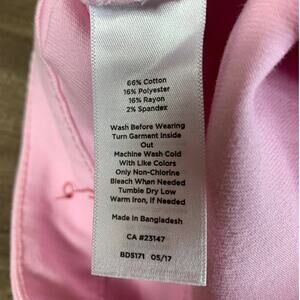 66% Cotton
16% Polyester
16% Rayon
2% Spandex
Wash Before Wearing
Turn Garment Inside
Out
Machine Wash Cold
With Like Colors
Only Non-Chlorine
Bleach When Needed
Tumble Dry Low
Warm Iron, If Needed
Made in Bangladesh
CA #23147
BD5171 05/17